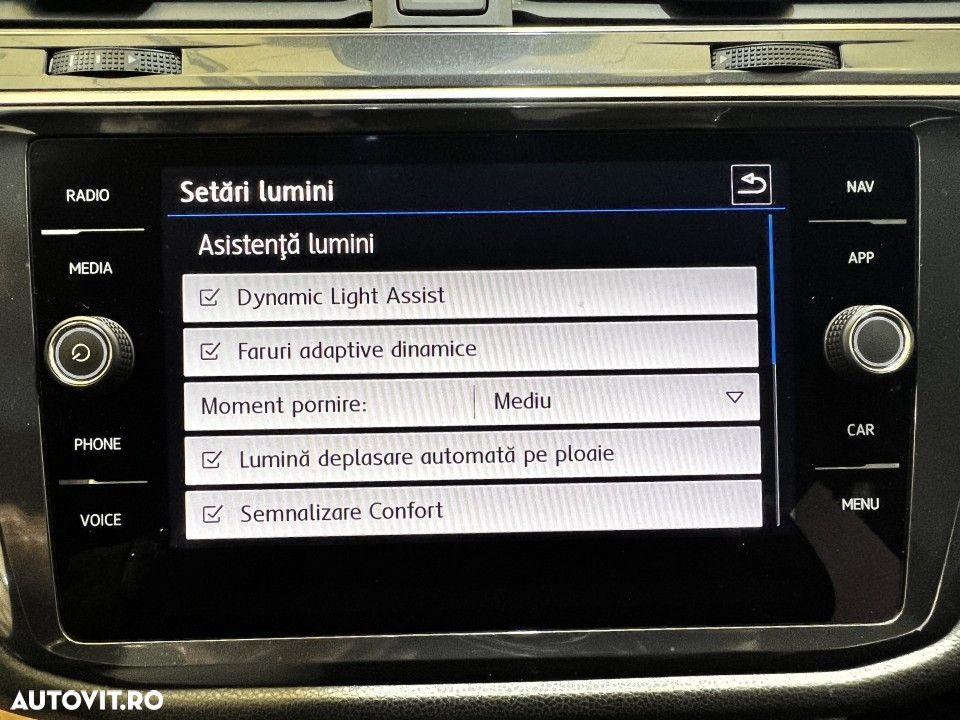 RADIO
MEDIA
PHONE
VOICE
Setări lumini
Asistenţă lumini
Dynamic Light Assist
Faruri adaptive dinamice
Moment pornire: Mediu
Lumină deplasare automată pe ploaie
Semnalizare Confort
NAV
APP
CAR
MENU
AUTOVIT.RO